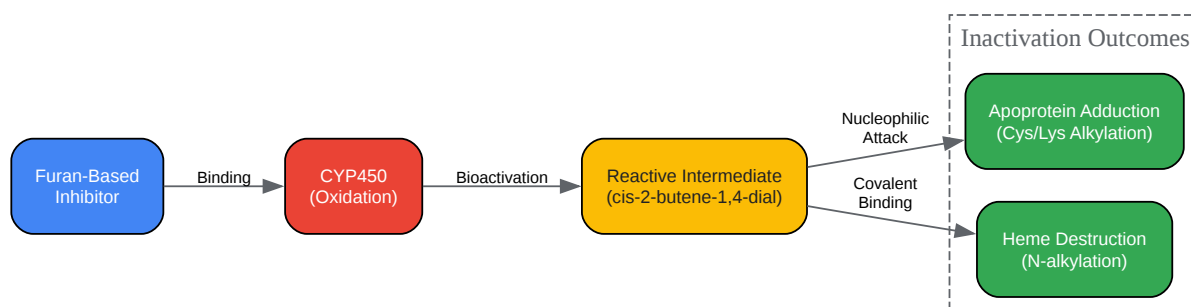 Furan-Based
Inhibitor
Binding
CYP450
(Oxidation)
Bioactivation
Reactive Intermediate
(cis-2-butene-1,4-dial)
Nucleophilic
Attack
Covalent
Binding
Inactivation Outcomes
Apoprotein Adduction
(Cys/Lys Alkylation)
Heme Destruction
(N-alkylation)